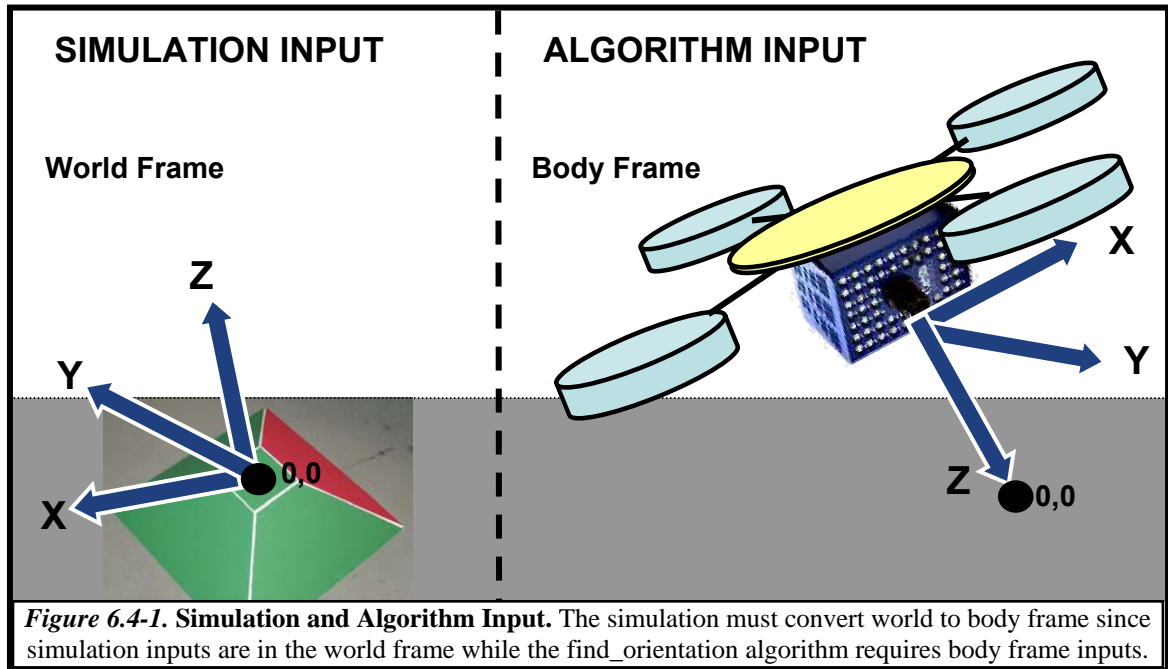 SIMULATION INPUT
ALGORITHM INPUT
World Frame
Body Frame
Z
Y
X
0,0
X
Y
Z
0,0
Figure 6.4-1. Simulation and Algorithm Input. The simulation must convert world to body frame since
simulation inputs are in the world frame while the find_orientation algorithm requires body frame inputs.